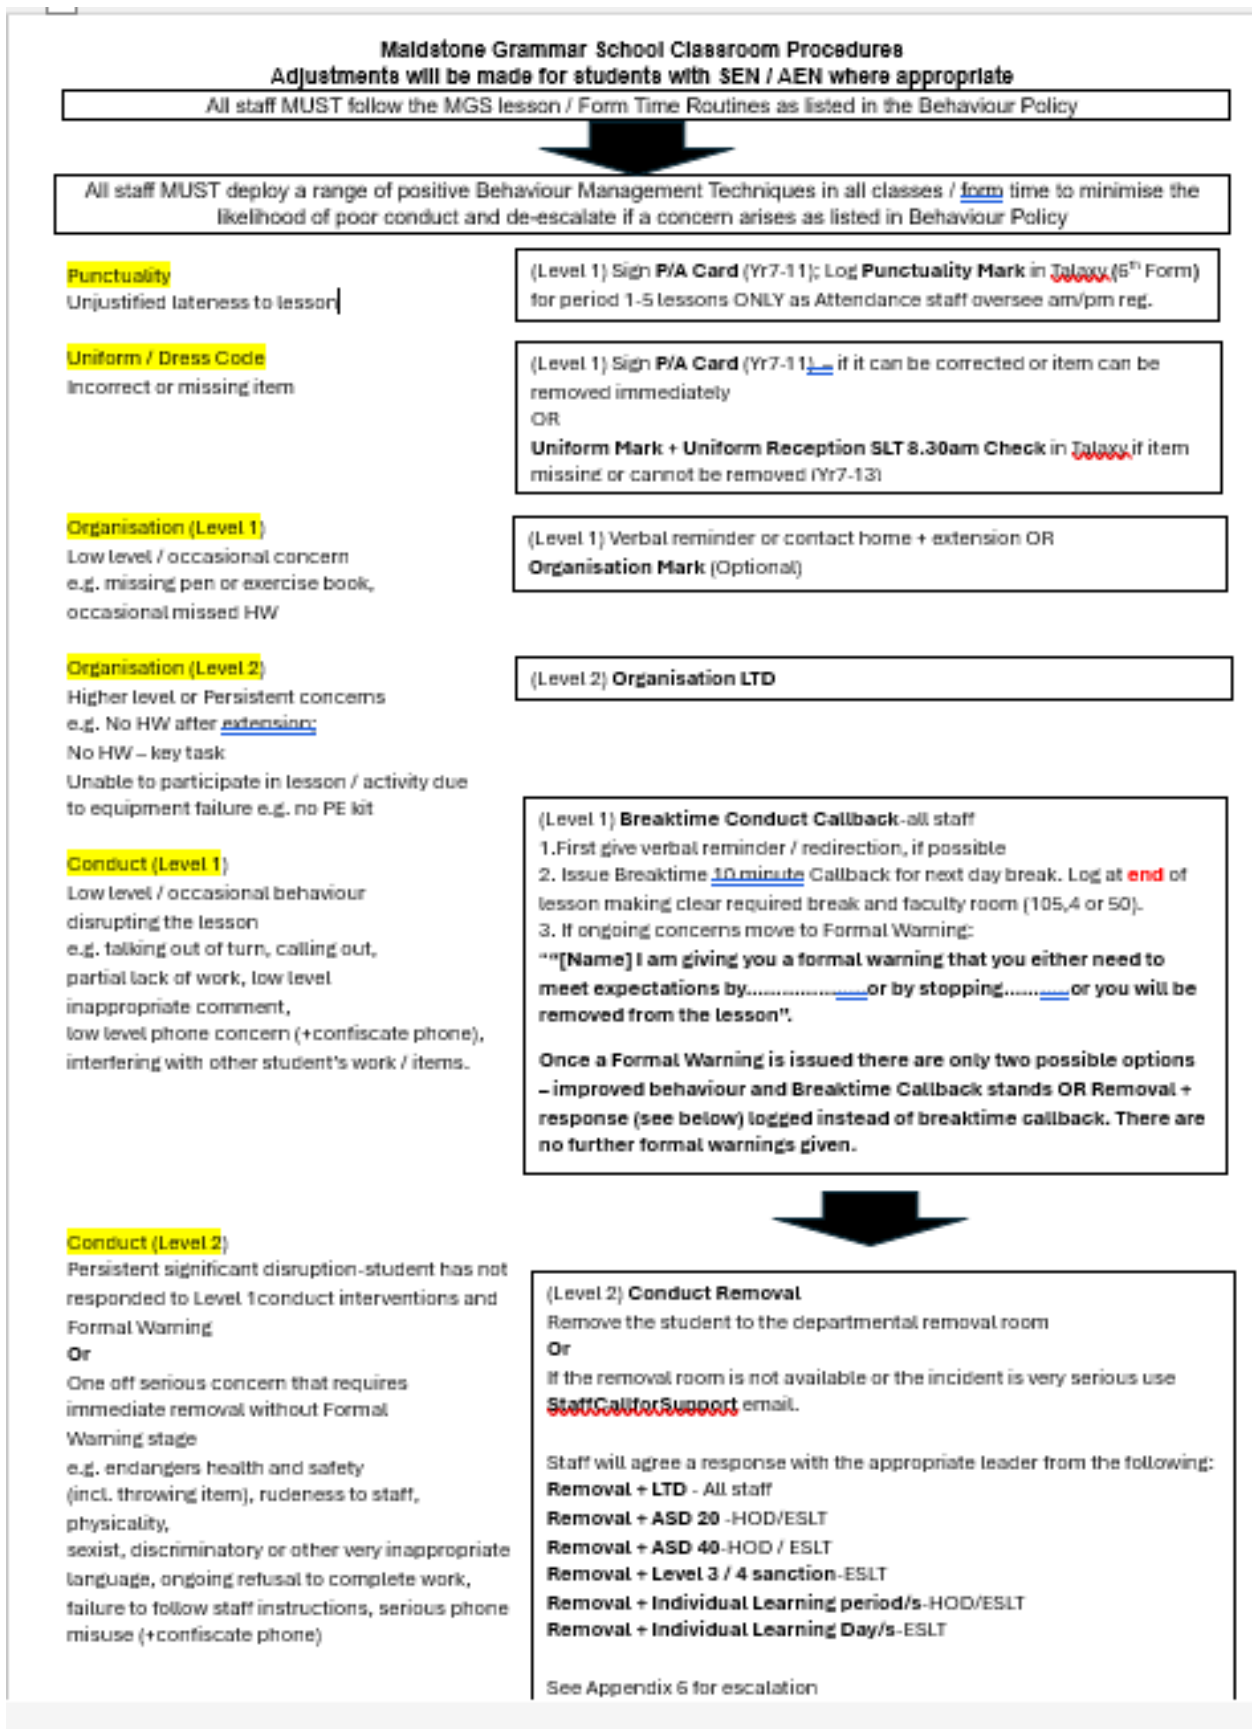 Maidstone Grammar School Classroom Procedures
Adjustments will be made for students with SEN / AEN where appropriate
All staff MUST follow the MGS lesson / Form Time Routines as listed in the Behaviour Policy
All staff MUST deploy a range of positive Behaviour Management Techniques in all classes / form time to minimise the
likelihood of poor conduct and de-escalate if a concern arises as listed in Behaviour Policy
Punctuality
Unjustified lateness to lesson
(Level 1) Sign P/A Card (Yr7-11); Log Punctuality Mark in Talaxy (6th Form)
for period 1-5 lessons ONLY as Attendance staff oversee am/pm reg.
Uniform / Dress Code
Incorrect or missing item
(Level 1) Sign P/A Card (Yr7-11) – if it can be corrected or item can be
removed immediately
OR
Uniform Mark + Uniform Reception SLT 8.30am Check in Talaxy if item
missing or cannot be removed (Yr7-13)
Organisation (Level 1)
Low level / occasional concern
e.g. missing pen or exercise book,
occasional missed HW
(Level 1) Verbal reminder or contact home + extension OR
Organisation Mark (Optional)
Organisation (Level 2)
Higher level or Persistent concerns
e.g. No HW after extension;
No HW – key task
Unable to participate in lesson / activity due
to equipment failure e.g. no PE kit
(Level 2) Organisation LTD
Conduct (Level 1)
Low level / occasional behaviour
disrupting the lesson
e.g. talking out of turn, calling out,
partial lack of work, low level
inappropriate comment,
low level phone concern (+confiscate phone),
interfering with other student's work / items.
(Level 1) Breaktime Conduct Callback-all staff
1.First give verbal reminder / redirection, if possible
2. Issue Breaktime 10 minute Callback for next day break. Log at end of
lesson making clear required break and faculty room (105,4 or 50).
3. If ongoing concerns move to Formal Warning:
"“[Name] I am giving you a formal warning that you either need to
meet expectations by........................or by stopping.............or you will be
removed from the lesson”.
Once a Formal Warning is issued there are only two possible options
– improved behaviour and Breaktime Callback stands OR Removal +
response (see below) logged instead of breaktime callback. There are
no further formal warnings given.
Conduct (Level 2)
Persistent significant disruption-student has not
responded to Level 1conduct interventions and
Formal Warning
Or
One off serious concern that requires
immediate removal without Formal
Warning stage
e.g. endangers health and safety
(incl. throwing item), rudeness to staff,
physicality,
sexist, discriminatory or other very inappropriate
language, ongoing refusal to complete work,
failure to follow staff instructions, serious phone
misuse (+confiscate phone)
(Level 2) Conduct Removal
Remove the student to the departmental removal room
Or
If the removal room is not available or the incident is very serious use
StaffCallforSupport email.
Staff will agree a response with the appropriate leader from the following:
Removal + LTD - All staff
Removal + ASD 20 -HOD/ESLT
Removal + ASD 40-HOD / ESLT
Removal + Level 3 / 4 sanction-ESLT
Removal + Individual Learning period/s-HOD/ESLT
Removal + Individual Learning Day/s-ESLT
See Appendix 6 for escalation